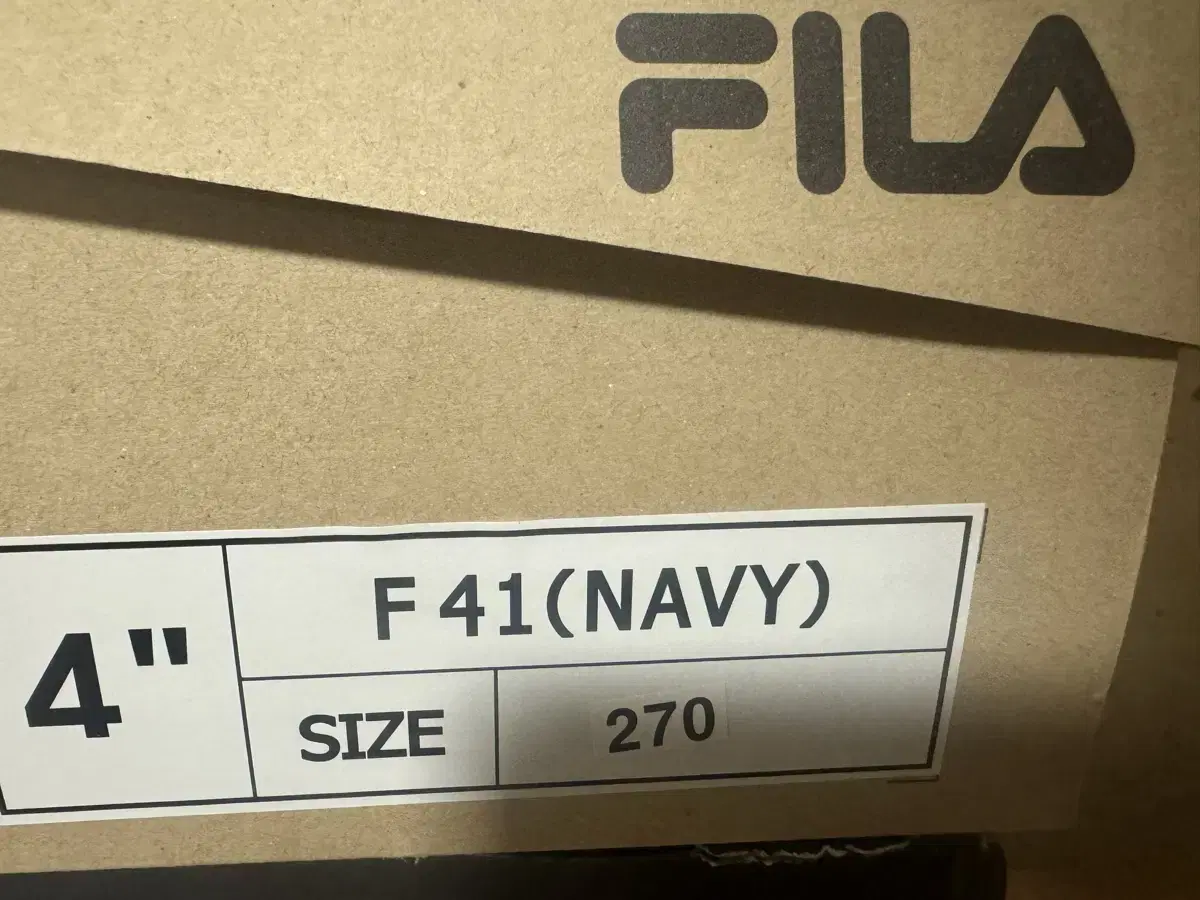 FILA
4"
F 41(NAVY)
SIZE 270